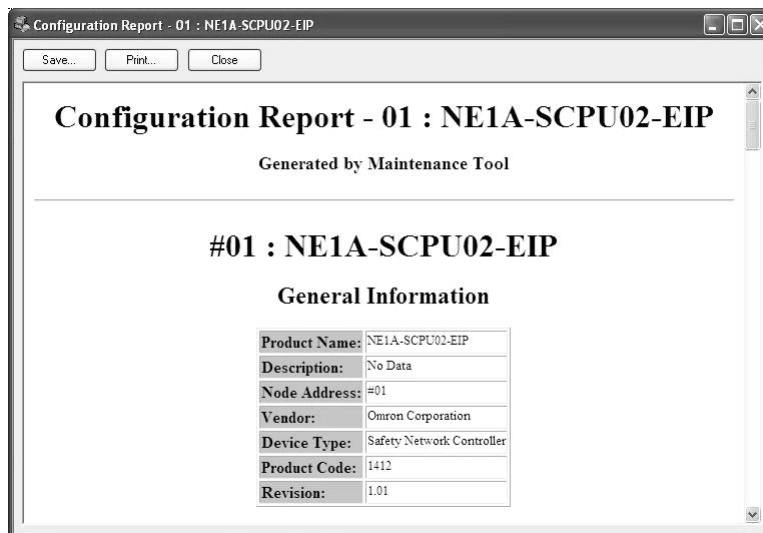 Configuration Report - 01 : NE1A-SCPU02-EIP
Save... Print... Close
Configuration Report - 01 : NE1A-SCPU02-EIP
Generated by Maintenance Tool
#01 : NE1A-SCPU02-EIP
General Information
Product Name: NE1A-SCPU02-EIP
Description: No Data
Node Address: #01
Vendor: Omron Corporation
Device Type: Safety Network Controller
Product Code: 1412
Revision: 1.01